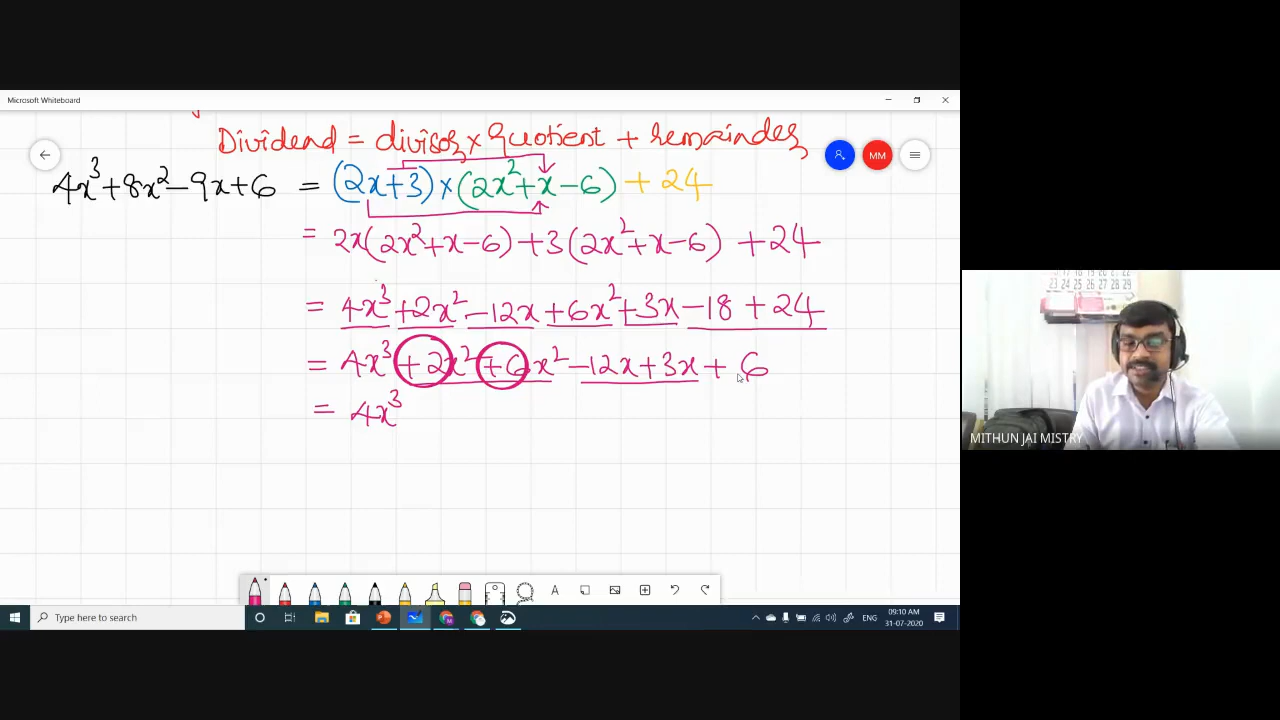 Microsoft Whiteboard
Dividend = divisor × quotient + remainder
MM
4x³+8x²−9x+6 = (2x+3)×(2x²+x−6) + 24
= 2x(2x²+x−6)+3(2x²+x−6) +24
= 4x³+2x²−12x+6x²+3x−18+24
= 4x³+2x²+6x²−12x+3x+6
= 4x³
MITHUN JAI MISTRY
A
Type here to search
ENG
09:10 AM
31-07-2020